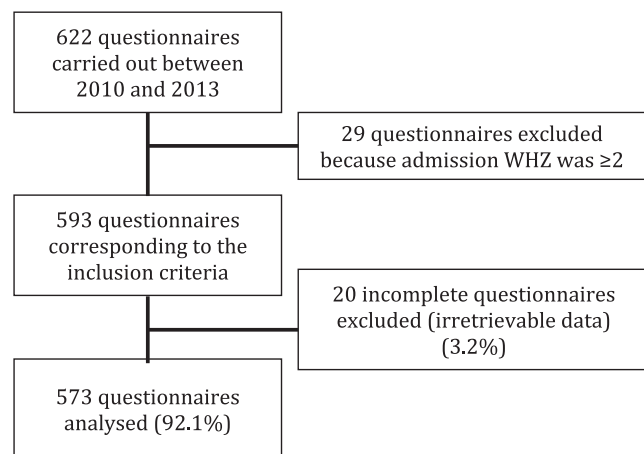 622 questionnaires
carried out between
2010 and 2013
29 questionnaires excluded
because admission WHZ was ≥2
593 questionnaires
corresponding to the
inclusion criteria
20 incomplete questionnaires
excluded (irretrievable data)
(3.2%)
573 questionnaires
analysed (92.1%)